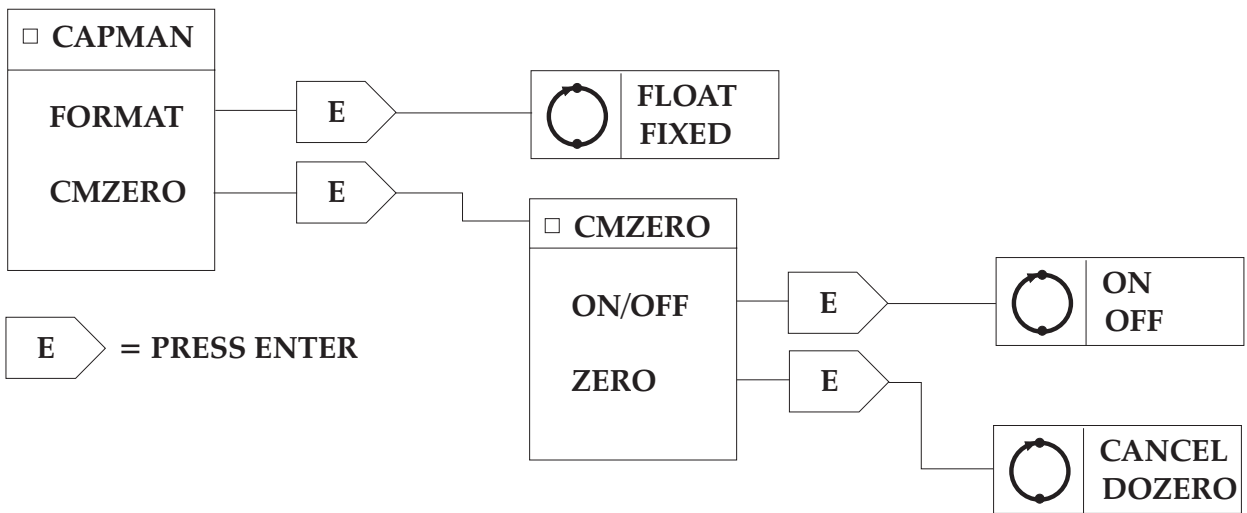 CAPMAN
FORMAT
CMZERO
E
FLOAT
FIXED
E
CMZERO
ON/OFF
ZERO
E
ON
OFF
E
CANCEL
DOZERO
E = PRESS ENTER